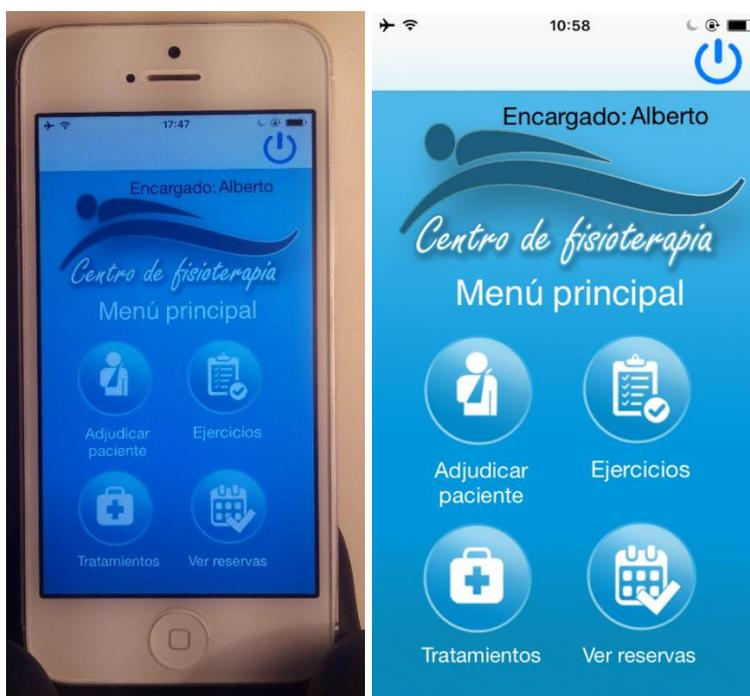 17:47
Encargado: Alberto
Centro de fisioterapia
Menú principal
Adjudicar
paciente
Ejercicios
Tratamientos
Ver reservas
10:58
Encargado: Alberto
Centro de fisioterapia
Menú principal
Adjudicar
paciente
Ejercicios
Tratamientos
Ver reservas